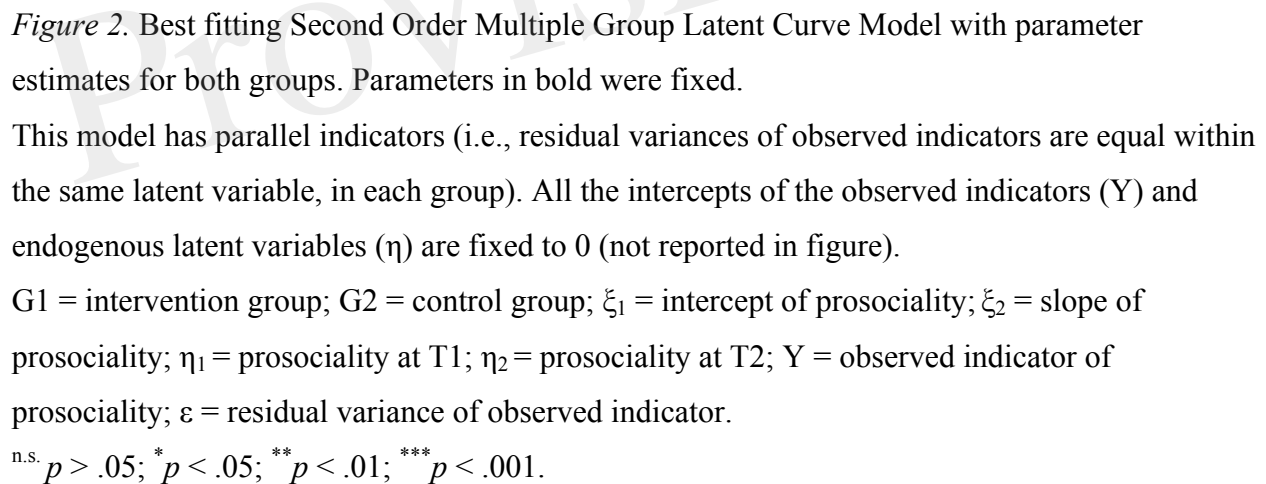 Figure 2. Best fitting Second Order Multiple Group Latent Curve Model with parameter
estimates for both groups. Parameters in bold were fixed.
This model has parallel indicators (i.e., residual variances of observed indicators are equal within
the same latent variable, in each group). All the intercepts of the observed indicators (Y) and
endogenous latent variables (η) are fixed to 0 (not reported in figure).
G1 = intervention group; G2 = control group; ξ₁ = intercept of prosociality; ξ₂ = slope of
prosociality; η₁ = prosociality at T1; η₂ = prosociality at T2; Y = observed indicator of
prosociality; ε = residual variance of observed indicator.
n.s. p > .05; *p < .05; **p < .01; ***p < .001.